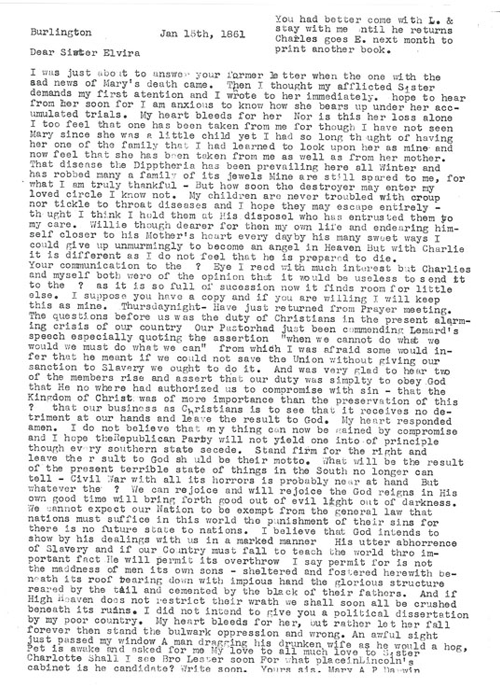 You had better come with L. &
Burlington Jan 15th, 1861 stay with me until he returns
Charles goes E. next month to
print another book.
Dear Sister Elvira
I was just about to answer your former letter when the one with the
sad news of Mary's death came. Then I thought my afflicted Sister
demands my first atention and I wrote to her immediately. hope to hear
from her soon for I am anxious to know how she bears up under her acc-
umulated trials. My heart bleeds for her Nor is this her loss alone
I too feel that one has been taken from me for though I have not seen
Mary since she was a little child yet I had so long th ught of having
her one of the family that I had learned to look upon her as mine and
now feel that she has been taken from me as well as from her mother.
That disease the Dipptheria has been prevailing here all Winter and
has robbed many a family of its jewels Mine are still spared to me, for
what I am truly thankful - But how soon the destroyer may enter my
loved circle I know not. My children are never troubled with croup
nor tickle to throat diseases and I hope they may escape entirely -
th ught I think I hold them at His disposel who has entrusted them to
my care. Willie though dearer for then my own life and endearing him-
self closer to his Mother's heart every dayby his many sweet ways I
could give up unmurmingly to become an angel in Heaven But with Charlie
it is different as I do not feel that he is prepared to die.
Your communication to the ? Eye I recd with much interest but Charlies
and myself both were of the opinion that it would be useless to send it
to the ? as it is so full of sucession now it finds room for little
else. I suppose you have a copy and if you are willing I will keep
this as mine. Thursdaynight- Have just returned from Prayer meeting.
The questions before us was the duty of Christians in the present alarm-
ing crisis of our country Our Pastorhad just been commending Lemard's
speech especially quoting the assertion "when we cannot do what we
would we must do what we can" from which I was afraid some would in-
fer that he meant if we could not save the Union without giving our
sanction to Slavery we ought to do it. And was very glad to hear two
of the members rise and assert that our duty was simplty to obey God
that He no where had authorized us to compromise with sin - that the
Kingdom of Christ was of more importance than the preservation of this
? that our business as Christians is to see that it receives no de-
triment at our hands and leave the result to God. My heart responded
amen. I do not believe that any thing can now be gained by compromise
and I hope theRepublican Party will not yield one into of principle
though ev ry southern state secede. Stand firm for the right and
leave the r sult to God sh uld be their motto. What will be the result
of the present terrible state of things in the South no longer can
tell - Civil War with all its horrors is probably near at hand But
whatever the ? We can rejoice and will rejoice the God reigns in His
own good time will bring forth good out of evil light out of darkness.
We cannot expect our Nation to be exempt from the general law that
nations must suffice in this world the punishment of their sins for
there is no future state to nations. I believe that God intends to
show by his dealings with us in a marked manner His utter abhorrence
of Slavery and if our Country must fall to teach the world thro im-
portant fact He will permit its overthrow I say permit for is not
the madness of men its own sons - sheltered and fostered herewith be-
neath its roof tearing down with impious hand the glorious structure
reared by the tail and cemented by the black of their fathers. And if
High Heaven does not restrict their wrath we shall soon all be crushed
beneath its ruins. I did not intend to give you a political dissertation
by my poor country. My heart bleeds for her, but rather let her fall
forever then stand the bulwark oppression and wrong. An awful sight
just passed my window A man dragging his drunken wife as he would a hog,
Pet is awake and asked for me My love to all much love to Sister
Charlotte Shall I see Bro Lester soon For what placeinLincoln's
cabinet is he candidate? Write soon. Yours sis. Mary A P Darwin